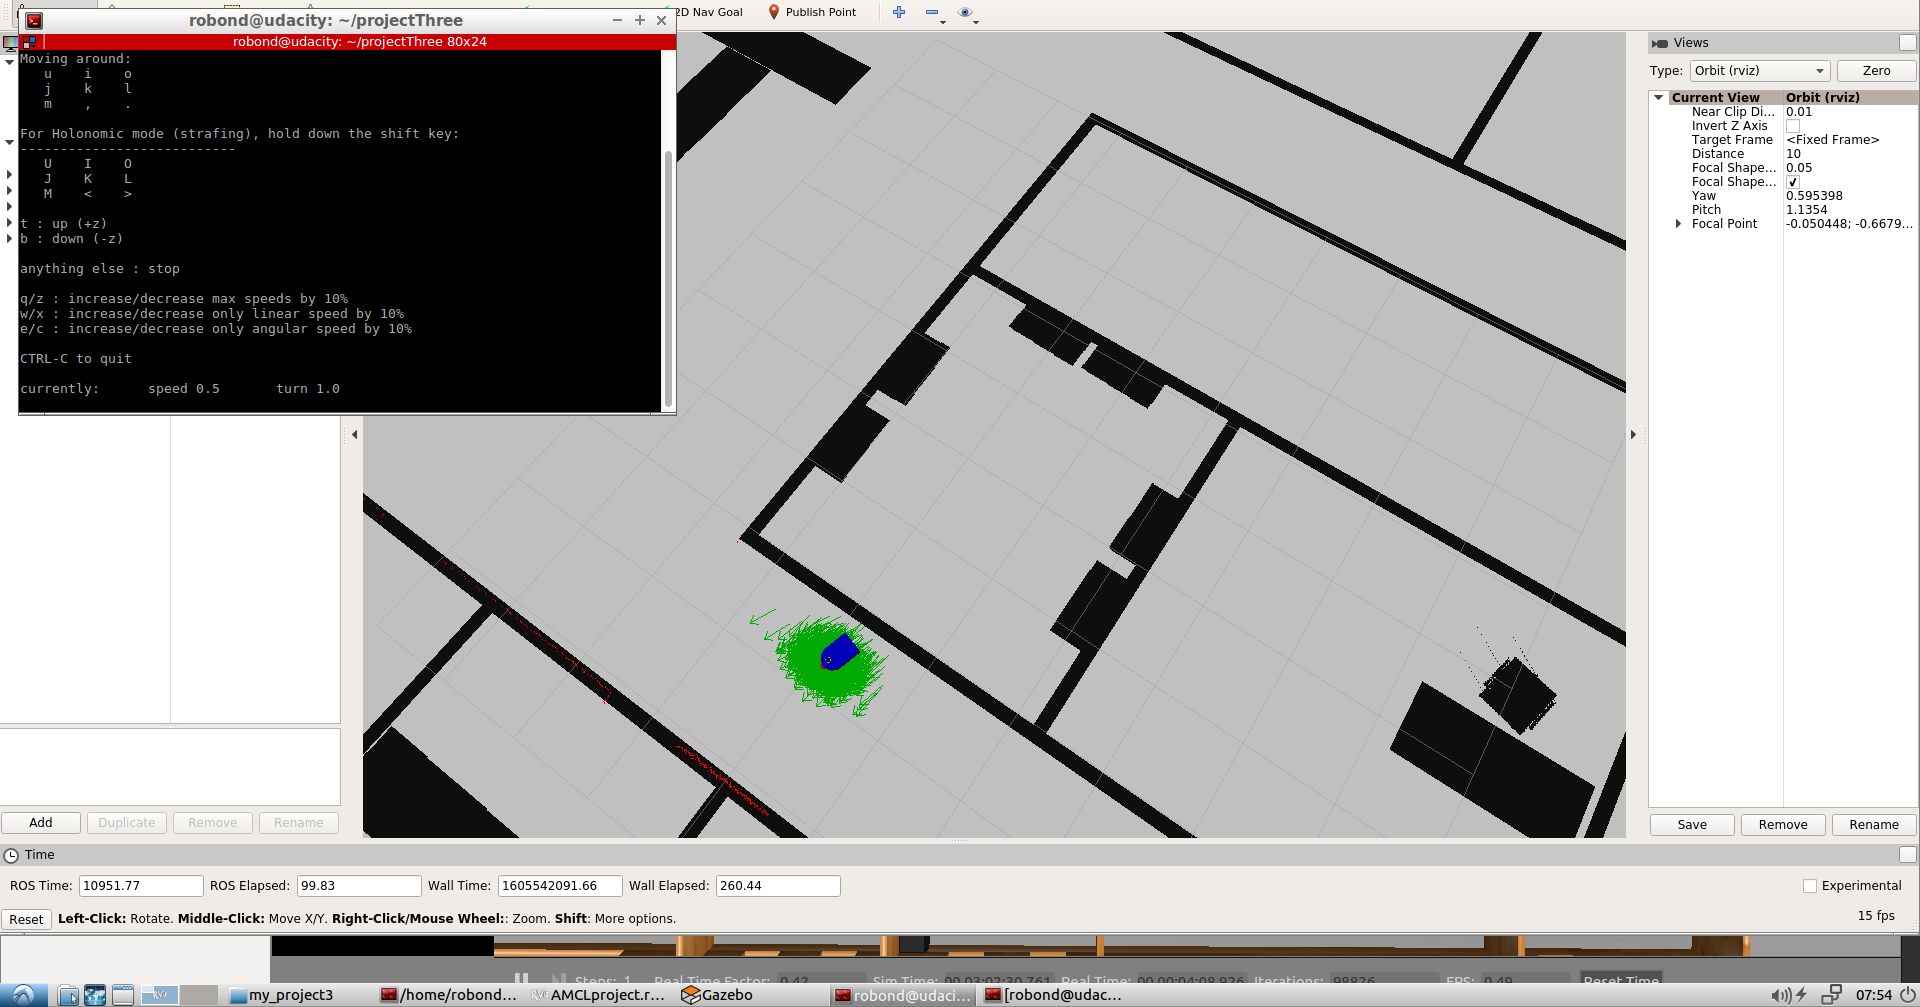 robond@udacity: ~/projectThree
2D Nav Goal
Publish Point
robond@udacity: ~/projectThree 80x24
Moving around:
u i o
j k l
m , .
For Holonomic mode (strafing), hold down the shift key:
---------------------------
U I O
J K L
M < >
t : up (+z)
b : down (-z)
anything else : stop
q/z : increase/decrease max speeds by 10%
w/x : increase/decrease only linear speed by 10%
e/c : increase/decrease only angular speed by 10%
CTRL-C to quit
currently: speed 0.5 turn 1.0
Views
Type: Orbit (rviz) Zero
Current View Orbit (rviz)
Near Clip Di... 0.01
Invert Z Axis
Target Frame <Fixed Frame>
Distance 10
Focal Shape... 0.05
Focal Shape... ✓
Yaw 0.595398
Pitch 1.1354
Focal Point -0.050448; -0.6679...
Add Duplicate Remove Rename
Save Remove Rename
Time
ROS Time: 10951.77 ROS Elapsed: 99.83 Wall Time: 1605542091.66 Wall Elapsed: 260.44 Experimental
Reset Left-Click: Rotate. Middle-Click: Move X/Y. Right-Click/Mouse Wheel:: Zoom. Shift: More options.
15 fps
Steps: 1 Real Time Factor: 0.42 Sim Time: 00 03:02:30.761 Real Time: 00 00:04:08.926 Iterations: 98826 FPS: 0.49 Reset Time
my_project3 /home/robond... AMCLproject.r... Gazebo robond@udaci... [robond@udac... 07:54